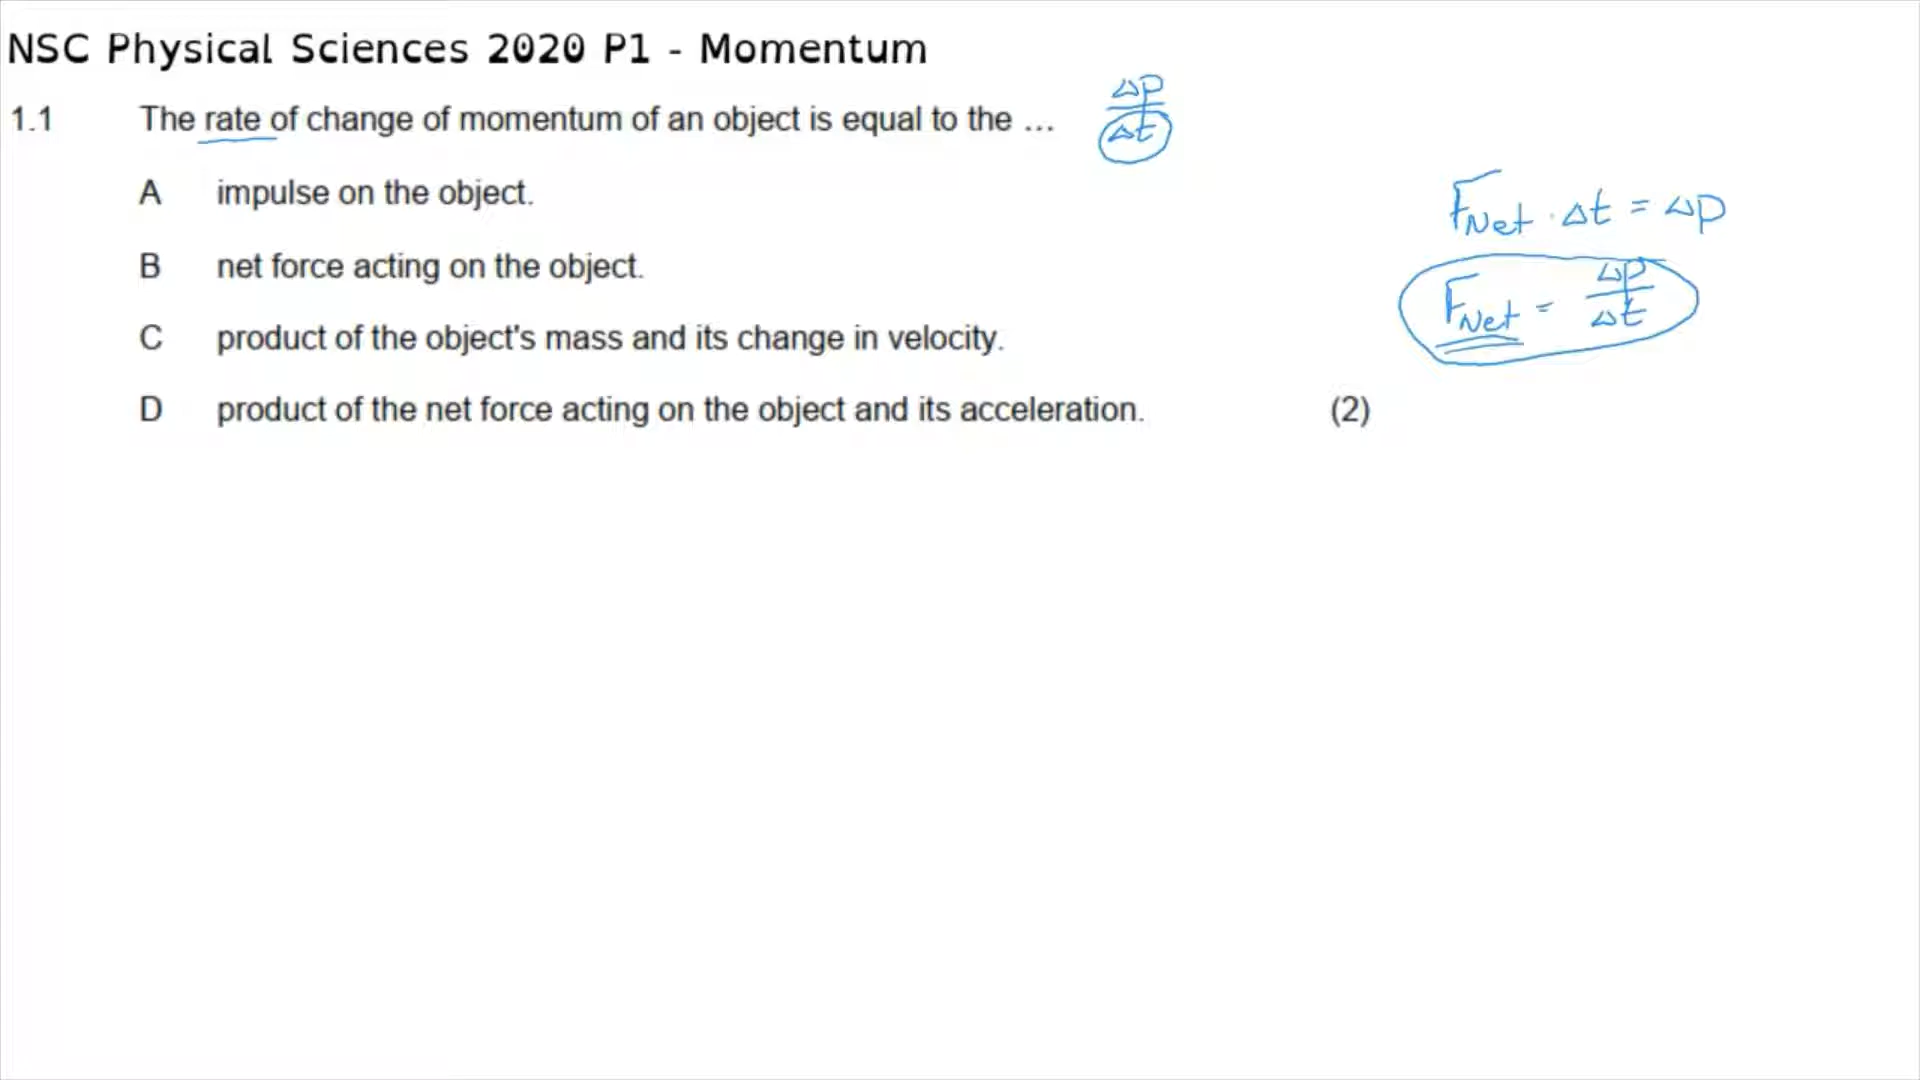 NSC Physical Sciences 2020 P1 - Momentum
1.1 The rate of change of momentum of an object is equal to the ...
Δp
Δt
A impulse on the object.
B net force acting on the object.
C product of the object's mass and its change in velocity.
D product of the net force acting on the object and its acceleration. (2)
FNet · Δt = Δp
FNet = Δp/Δt